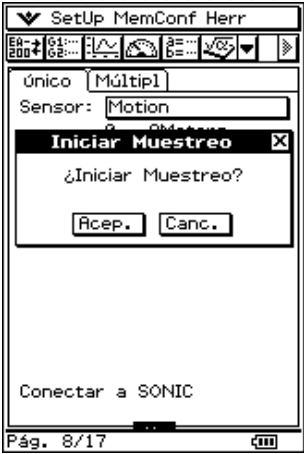 SetUp MemConf Herr
Único Múltipl
Sensor: Motion
Iniciar Muestreo
¿Iniciar Muestreo?
Acep. Canc.
Conectar a SONIC
Pág. 8/17